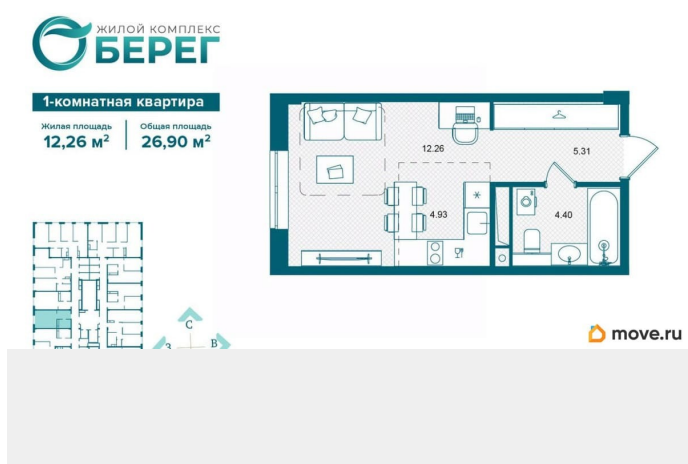 ЖИЛОЙ КОМПЛЕКС
БЕРЕГ
1-комнатная квартира
Жилая площадь
12,26 м²
Общая площадь
26,90 м²
12.26
5.31
4.93
4.40
С
З
В
move.ru